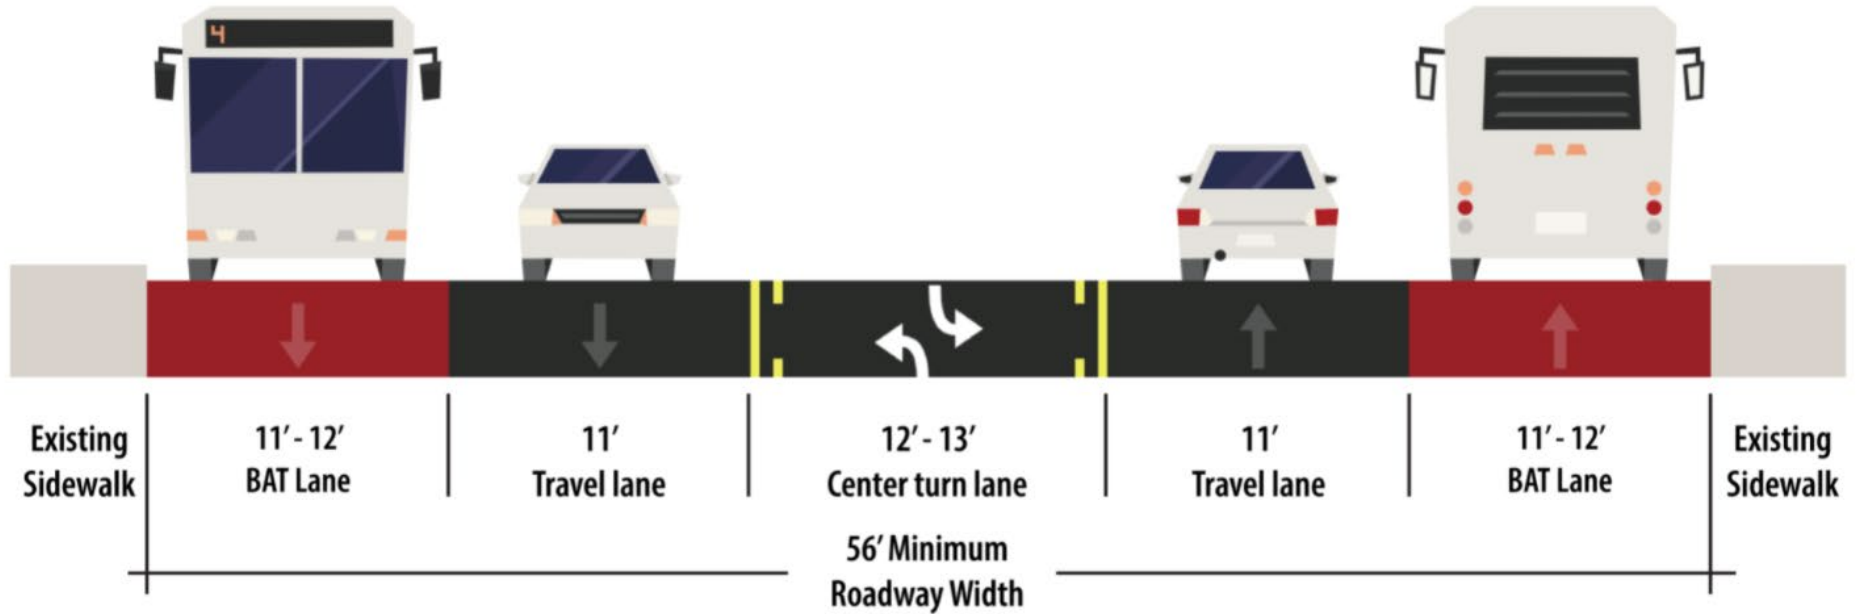 4
Existing
Sidewalk
11′ - 12′
BAT Lane
11′
Travel lane
12′ - 13′
Center turn lane
11′
Travel lane
11′ - 12′
BAT Lane
Existing
Sidewalk
56′ Minimum
Roadway Width